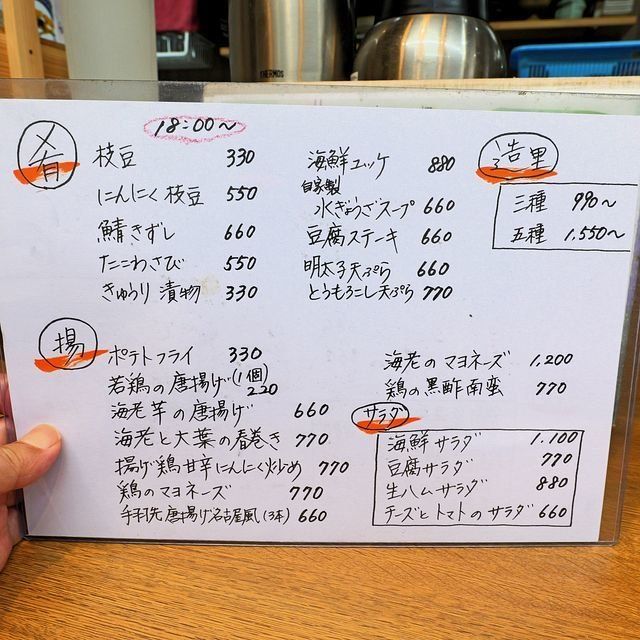 THERMOS
18:00〜
肴
枝豆 330
にんにく枝豆 550
鯖きずし 660
たこわさび 550
きゅうり漬物 330
海鮮ユッケ 880
自家製
水ぎょうざスープ 660
豆腐ステーキ 660
明太子天ぷら 660
とうもろこし天ぷら 770
造里
三種 990〜
五種 1,550〜
揚
ポテトフライ 330
若鶏の唐揚げ(1個) 220
海老芋の唐揚げ 660
海老と大葉の春巻き 770
揚げ鶏甘辛にんにく炒め 770
鶏のマヨネーズ 770
手羽先唐揚げ名古屋風(3本) 660
海老のマヨネーズ 1,200
鶏の黒酢南蛮 770
サラダ
海鮮サラダ 1,100
豆腐サラダ 770
生ハムサラダ 880
チーズとトマトのサラダ 660